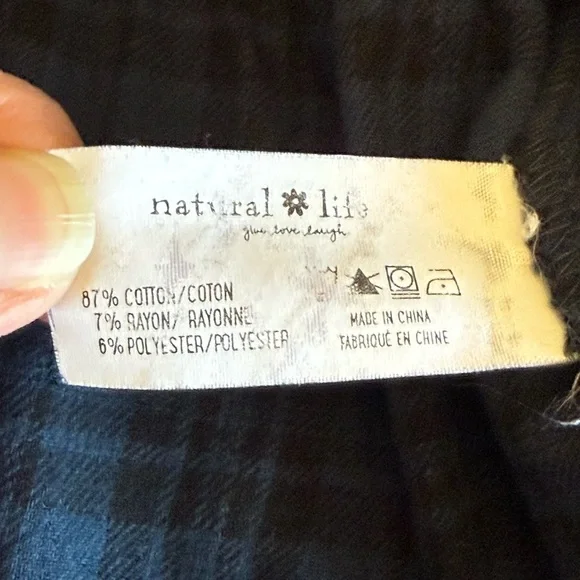 natural life
give love laugh
87% COTTON/COTON
7% RAYON/ RAYONNE
6% POLYESTER/POLYESTER
MADE IN CHINA
FABRIQUÉ EN CHINE